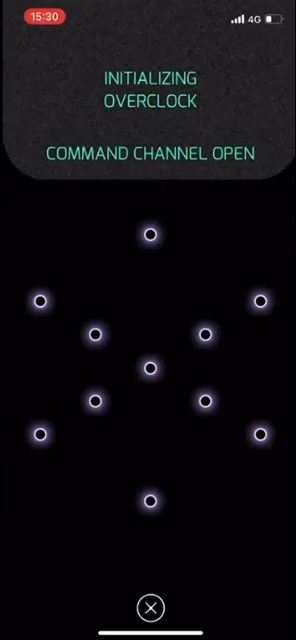 15:30
4G
INITIALIZING
OVERCLOCK
COMMAND CHANNEL OPEN